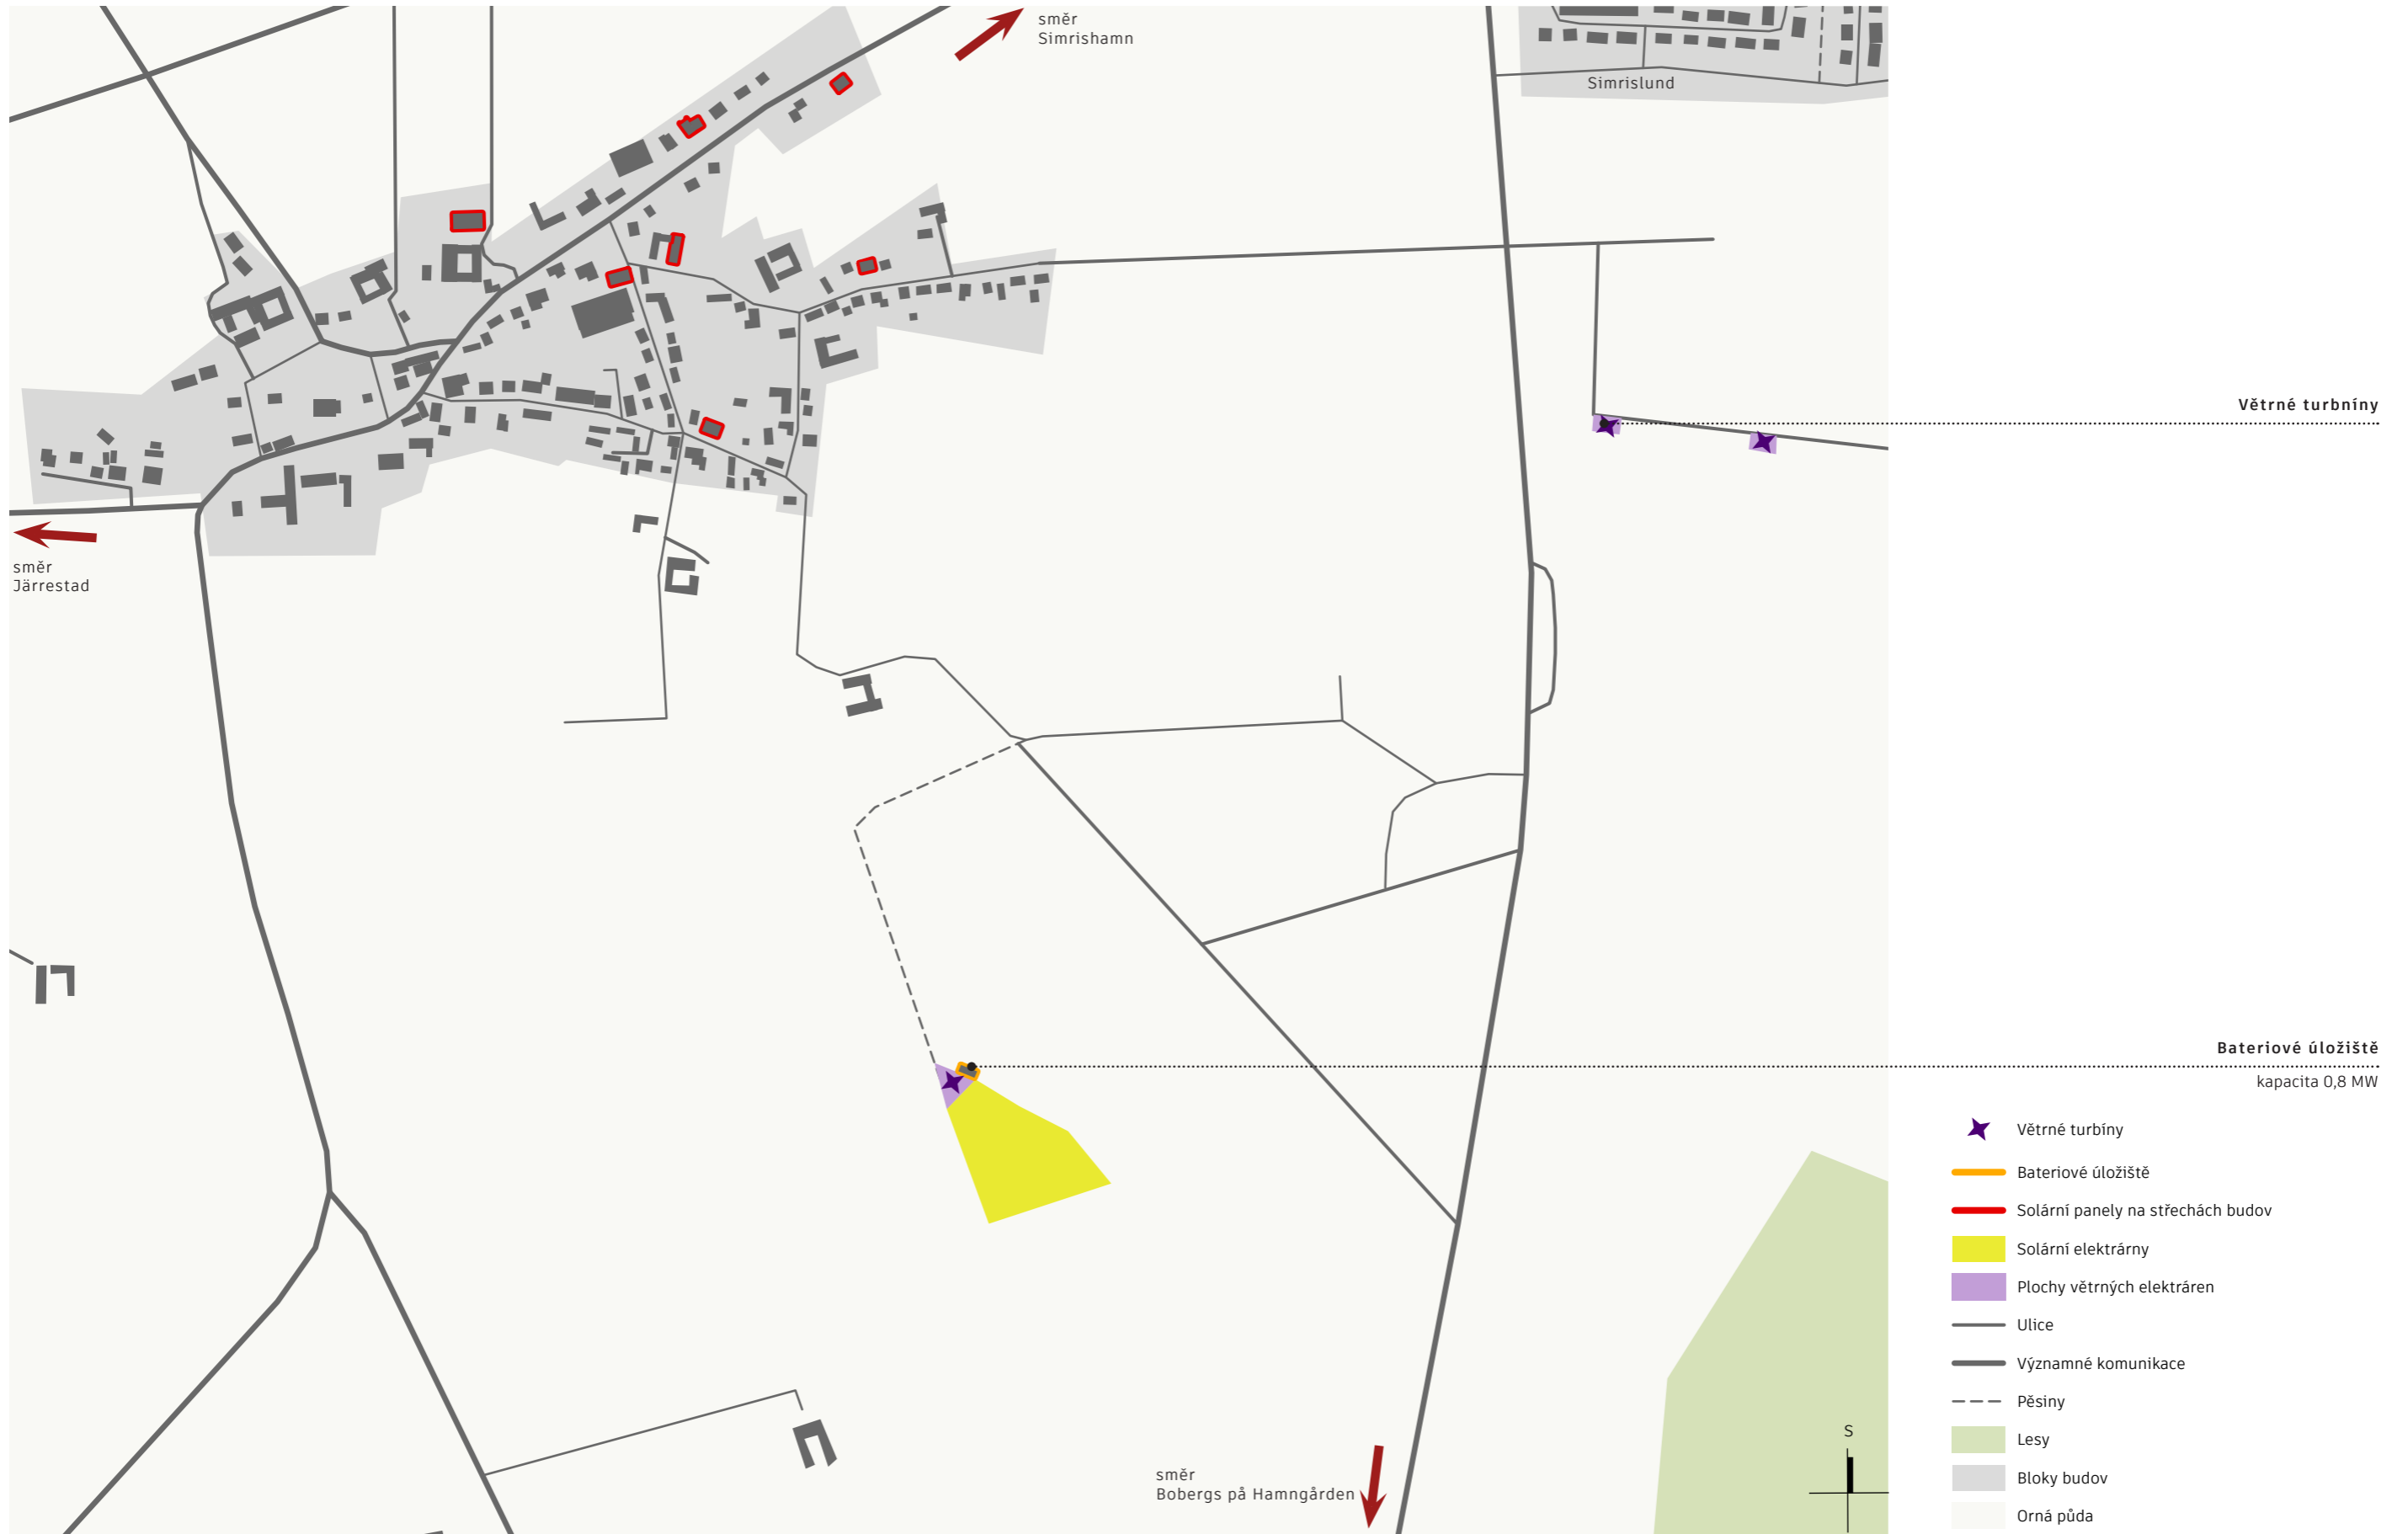 směr
Simrishamn
Simrislund
Větrné turbníny
směr
Järrestad
Bateriové úložiště
kapacita 0,8 MW
Větrné turbíny
Bateriové úložiště
Solární panely na střechách budov
Solární elektrárny
Plochy větrných elektráren
Ulice
Významné komunikace
Pěsiny
Lesy
Bloky budov
Orná půda
S
směr
Bobergs på Hamngården